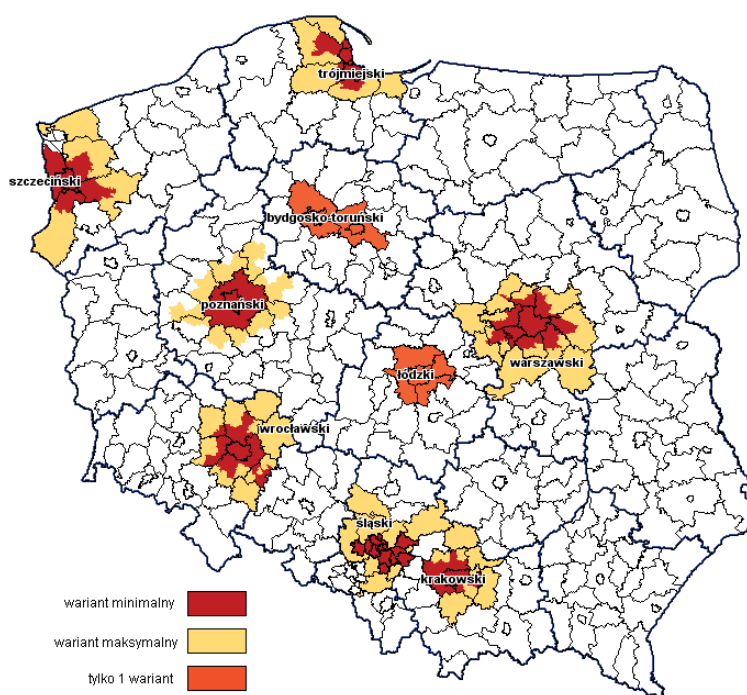 trójmiejski
szczeciński
bydgosko-toruński
poznański
warszawski
łódzki
wrocławski
śląski
krakowski
wariant minimalny
wariant maksymalny
tylko 1 wariant